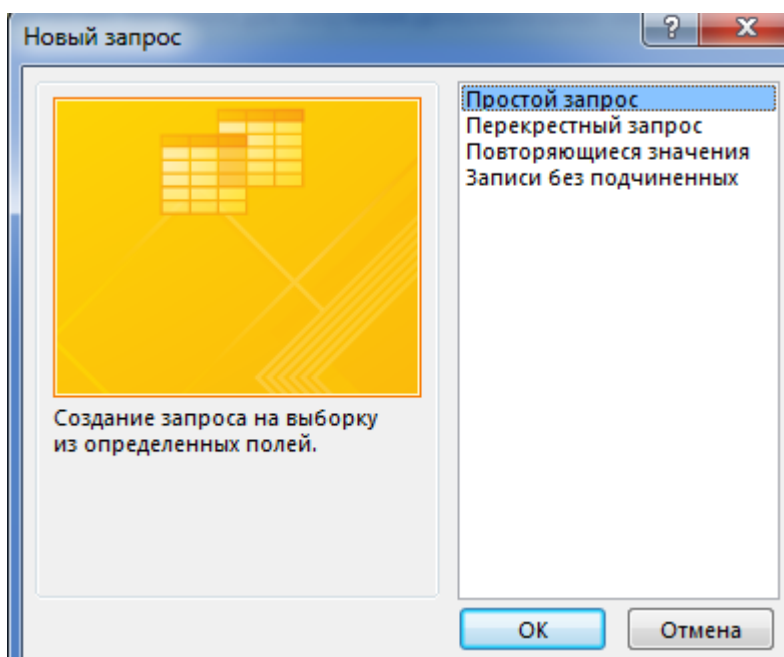 Новый запрос
?
X
Простой запрос
Перекрестный запрос
Повторяющиеся значения
Записи без подчиненных
Создание запроса на выборку
из определенных полей.
ОК
Отмена